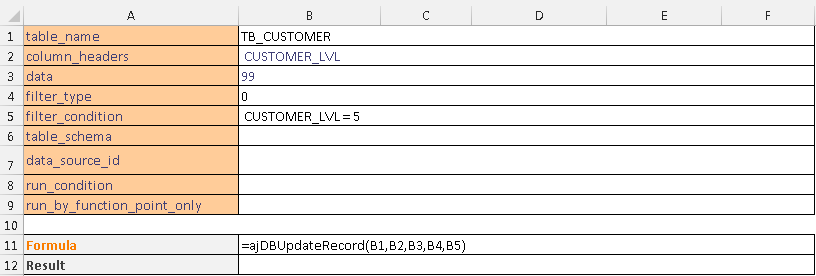 A B C D E F
1 table_name TB_CUSTOMER
2 column_headers CUSTOMER_LVL
3 data 99
4 filter_type 0
5 filter_condition CUSTOMER_LVL=5
6 table_schema
7 data_source_id
8 run_condition
9 run_by_function_point_only
10
11 Formula =ajDBUpdateRecord(B1,B2,B3,B4,B5)
12 Result